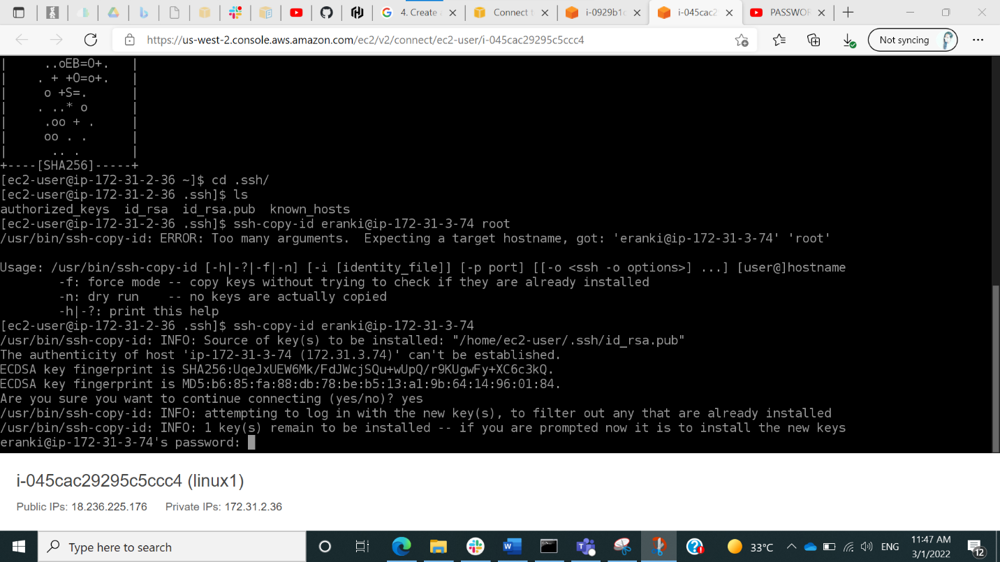 4. Create
Connect t
i-0929b1c
i-045cac2
PASSWOR
https://us-west-2.console.aws.amazon.com/ec2/v2/connect/ec2-user/i-045cac29295c5ccc4
Not syncing
|     ..oEB=O+.   |
|    . + +O=o+.   |
|     o +S=.      |
|    . ..* o      |
|     .oo + .     |
|     oo . .      |
|      .. .       |
+----[SHA256]-----+
[ec2-user@ip-172-31-2-36 ~]$ cd .ssh/
[ec2-user@ip-172-31-2-36 .ssh]$ ls
authorized_keys  id_rsa  id_rsa.pub  known_hosts
[ec2-user@ip-172-31-2-36 .ssh]$ ssh-copy-id eranki@ip-172-31-3-74 root
/usr/bin/ssh-copy-id: ERROR: Too many arguments.  Expecting a target hostname, got: 'eranki@ip-172-31-3-74' 'root'
Usage: /usr/bin/ssh-copy-id [-h|-?|-f|-n] [-i [identity_file]] [-p port] [[-o <ssh -o options>] ...] [user@]hostname
        -f: force mode -- copy keys without trying to check if they are already installed
        -n: dry run    -- no keys are actually copied
        -h|-?: print this help
[ec2-user@ip-172-31-2-36 .ssh]$ ssh-copy-id eranki@ip-172-31-3-74
/usr/bin/ssh-copy-id: INFO: Source of key(s) to be installed: "/home/ec2-user/.ssh/id_rsa.pub"
The authenticity of host 'ip-172-31-3-74 (172.31.3.74)' can't be established.
ECDSA key fingerprint is SHA256:UqeJxUEW6Mk/FdJWcjSQu+wUpQ/r9KUgwFy+XC6c3kQ.
ECDSA key fingerprint is MD5:b6:85:fa:88:db:78:be:b5:13:a1:9b:64:14:96:01:84.
Are you sure you want to continue connecting (yes/no)? yes
/usr/bin/ssh-copy-id: INFO: attempting to log in with the new key(s), to filter out any that are already installed
/usr/bin/ssh-copy-id: INFO: 1 key(s) remain to be installed -- if you are prompted now it is to install the new keys
eranki@ip-172-31-3-74's password:
i-045cac29295c5ccc4 (linux1)
Public IPs: 18.236.225.176 Private IPs: 172.31.2.36
Type here to search
33°C
ENG
11:47 AM
3/1/2022
12